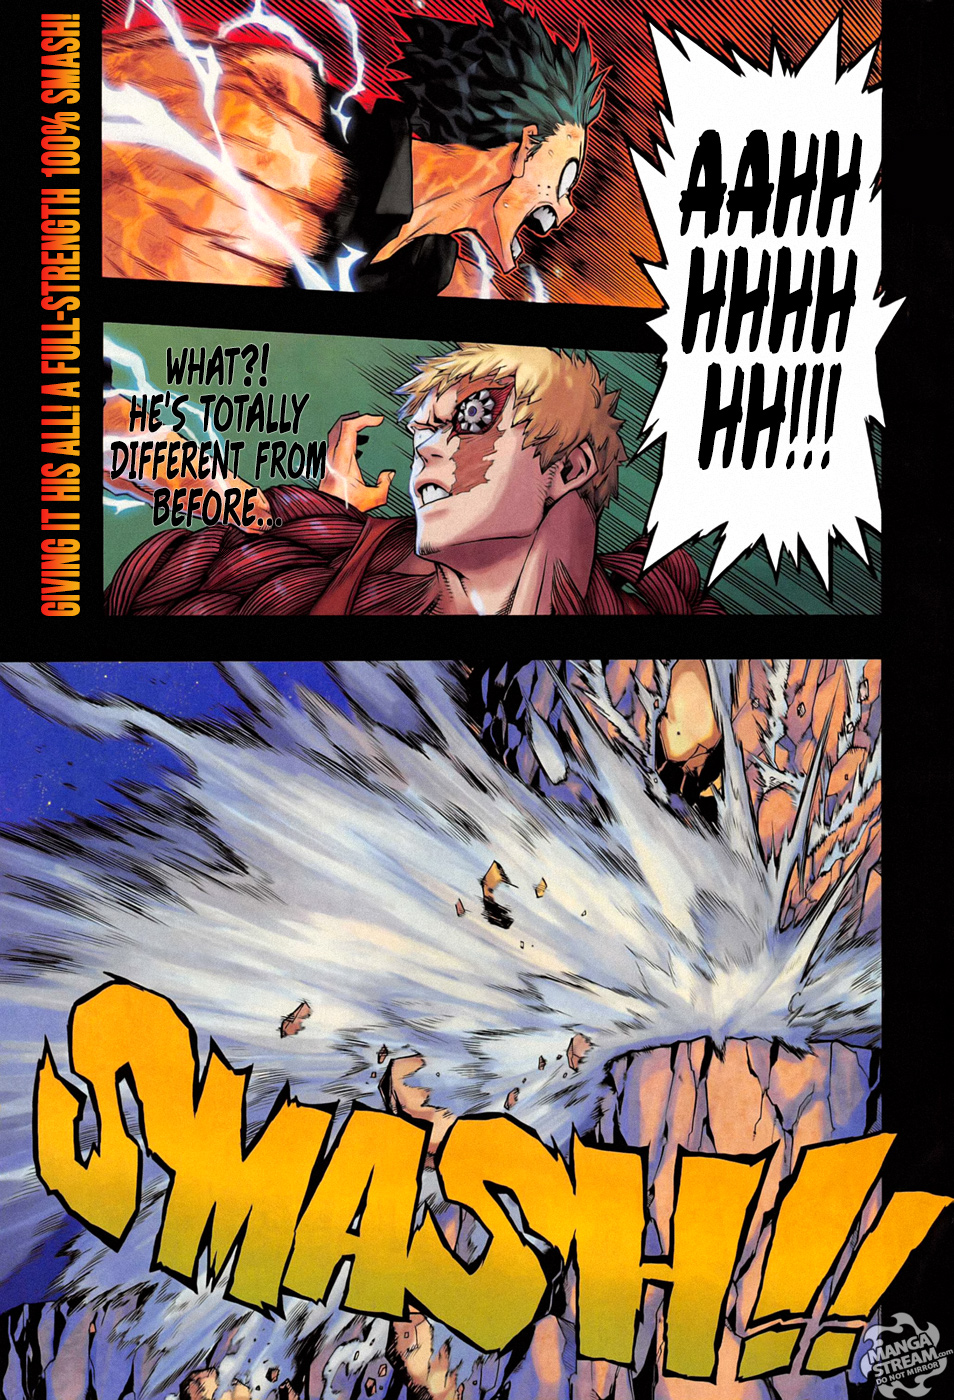 GIVING IT HIS ALL! A FULL-STRENGTH 100% SMASH!
AAHH
HHHH
HH!!!
WHAT?!
HE'S TOTALLY
DIFFERENT FROM
BEFORE...
SMASH!!
MANGA
STREAM.com
DO NOT MIRROR